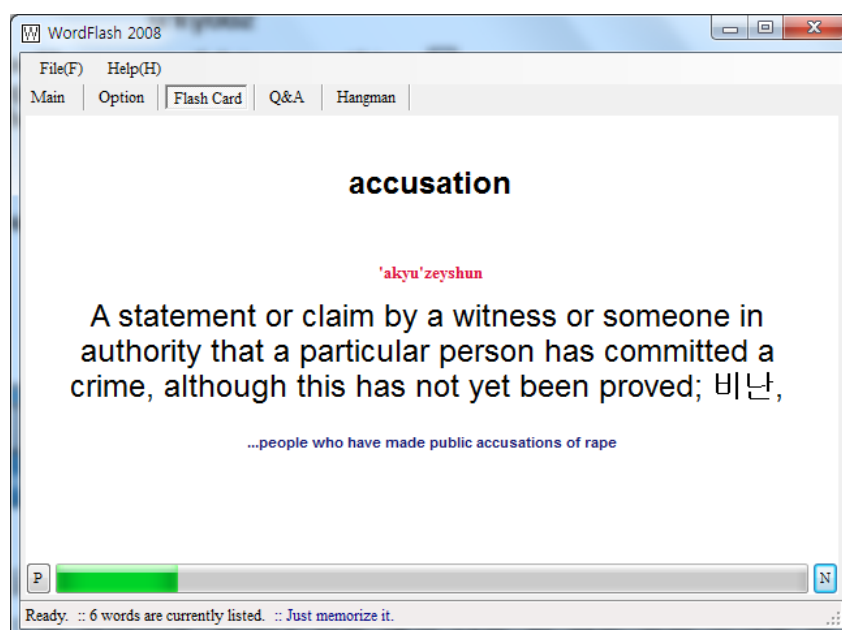 WordFlash 2008
File(F) Help(H)
Main Option Flash Card Q&A Hangman
accusation
'akyu'zeyshun
A statement or claim by a witness or someone in
authority that a particular person has committed a
crime, although this has not yet been proved; 비난,
...people who have made public accusations of rape
P N
Ready. :: 6 words are currently listed. :: Just memorize it.